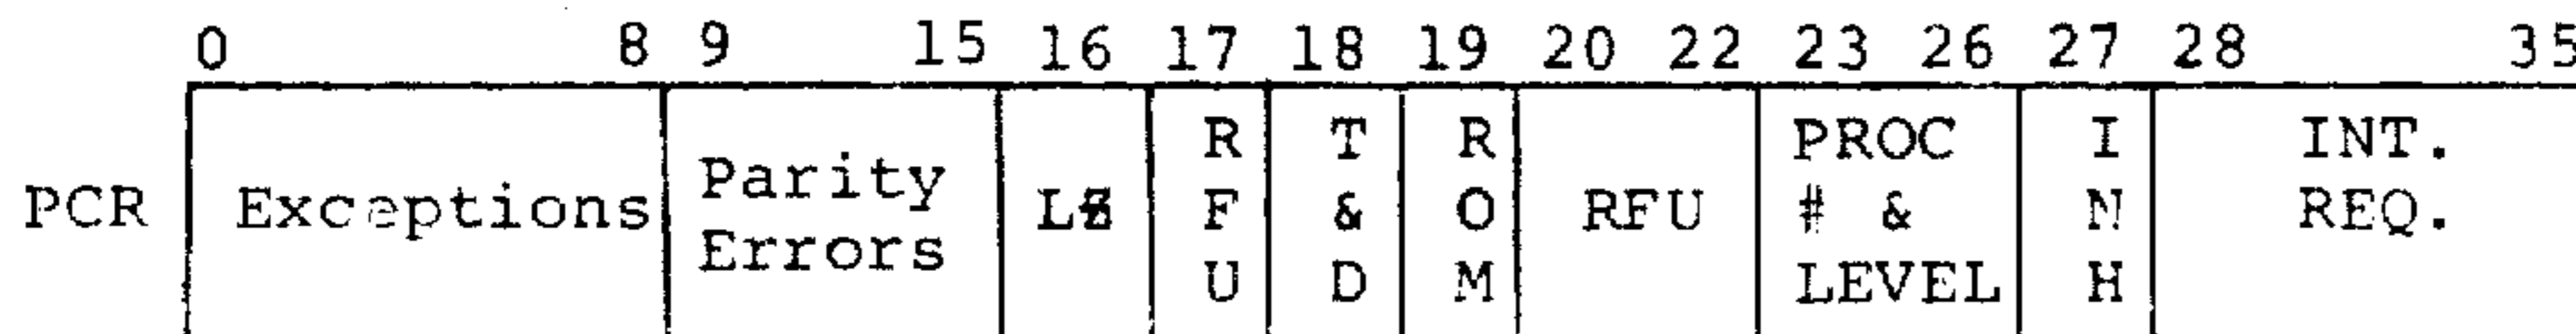 0 8 9 15 16 17 18 19 20 22 23 26 27 28 35
PCR
Exceptions
Parity
Errors
R
F
U
T
&
D
R
O
M
RFU
PROC
# &
LEVEL
I
N
H
INT.
REQ.